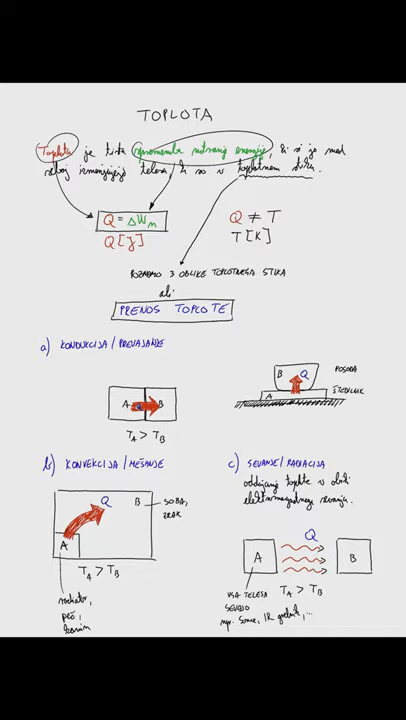 TOPLOTA
Toplota je tista sprememba notranje energije, ki si jo med
seboj izmenjujejo telesa, ki so v toplotnem stiku.
Q = ΔWn
Q ≠ T
Q [J]
T [K]
POZNAMO 3 OBLIKE TOPLOTNEGA STIKA
ali
PRENOS TOPLOTE
a) KONDUKCIJA / PREVAJANJE
A Q B
TA > TB
B Q
A
POSODA
ŠTEDILNIK
b) KONVEKCIJA / MEŠANJE
Q B
SOBA,
ZRAK
A
TA > TB
radiator,
peč,
c) SEVANJE / RADIACIJA
oddajanje toplote v obliki
elektromagnetnega sevanja.
Q
A B
TA > TB
VSA TELESA
SEVAJO
npr. Sonce, IR grelnik, ...